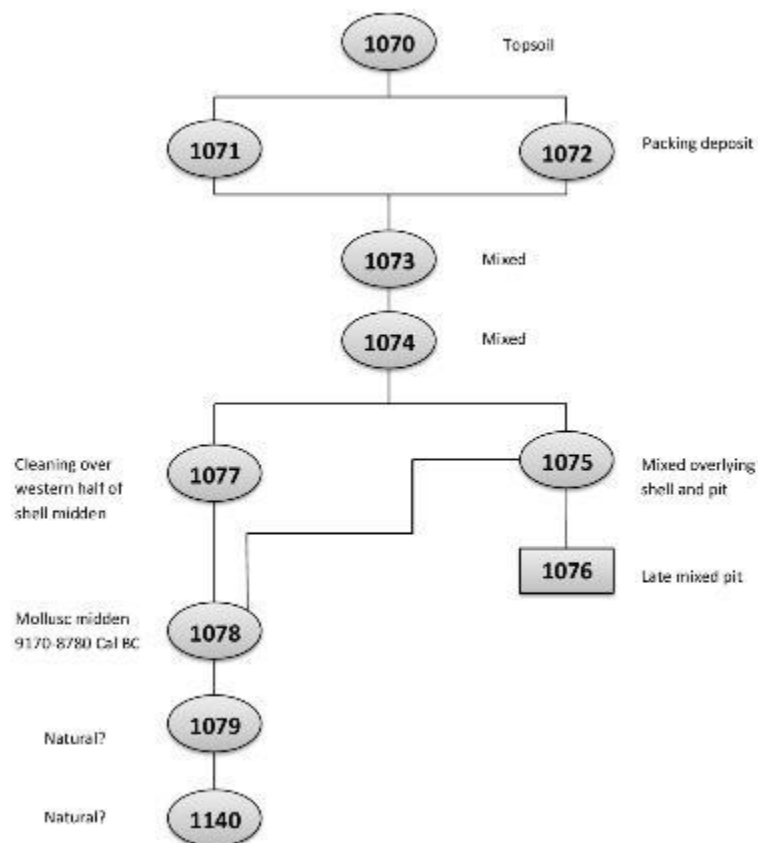 1070
Topsoil
1071
1072
Packing deposit
1073
Mixed
1074
Mixed
Cleaning over
western half of
shell midden
1077
1075
Mixed overlying
shell and pit
1076
Late mixed pit
Mollusc midden
9170-8780 Cal BC
1078
Natural?
1079
Natural?
1140